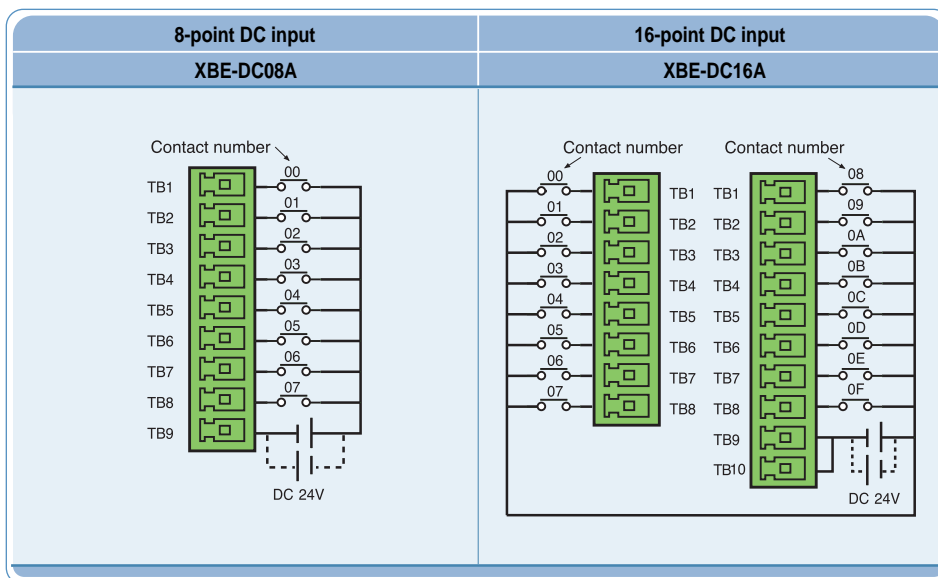 8-point DC input
16-point DC input
XBE-DC08A
XBE-DC16A
Contact number
00
TB1
01
TB2
02
TB3
03
TB4
04
TB5
05
TB6
06
TB7
07
TB8
TB9
DC 24V
Contact number
00
TB1
01
TB2
02
TB3
03
TB4
04
TB5
05
TB6
06
TB7
07
TB8
Contact number
08
TB1
09
TB2
0A
TB3
0B
TB4
0C
TB5
0D
TB6
0E
TB7
0F
TB8
TB9
TB10
DC 24V